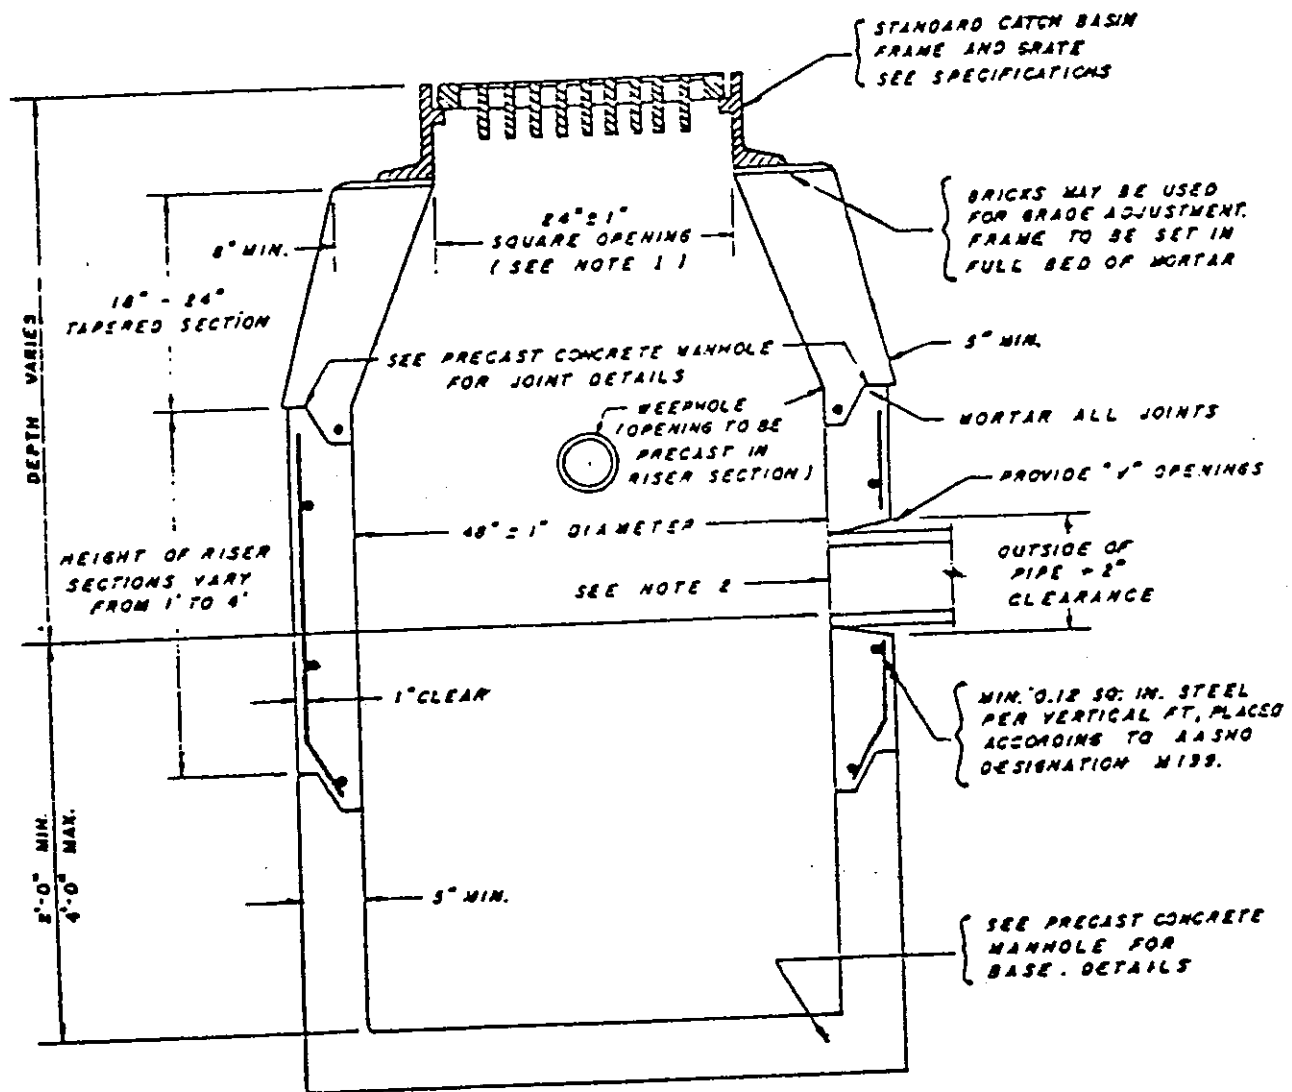 STANDARD CATCH BASIN
FRAME AND GRATE
SEE SPECIFICATIONS
BRICKS MAY BE USED
FOR GRADE ADJUSTMENT.
FRAME TO BE SET IN
FULL BED OF MORTAR
24" ± 1"
SQUARE OPENING
( SEE NOTE 1 )
8" MIN.
18" - 24"
TAPERED SECTION
DEPTH VARIES
5" MIN.
SEE PRECAST CONCRETE MANHOLE
FOR JOINT DETAILS
WEEPHOLE
(OPENING TO BE
PRECAST IN
RISER SECTION)
MORTAR ALL JOINTS
PROVIDE "V" OPENINGS
48" ± 1" DIAMETER
HEIGHT OF RISER
SECTIONS VARY
FROM 1' TO 4'
SEE NOTE 2
OUTSIDE OF
PIPE + 2"
CLEARANCE
1" CLEAR
MIN. 0.12 SQ. IN. STEEL
PER VERTICAL FT, PLACED
ACCORDING TO AASHO
DESIGNATION M199.
2'-0" MIN.
4'-0" MAX.
5" MIN.
SEE PRECAST CONCRETE
MANHOLE FOR
BASE. DETAILS